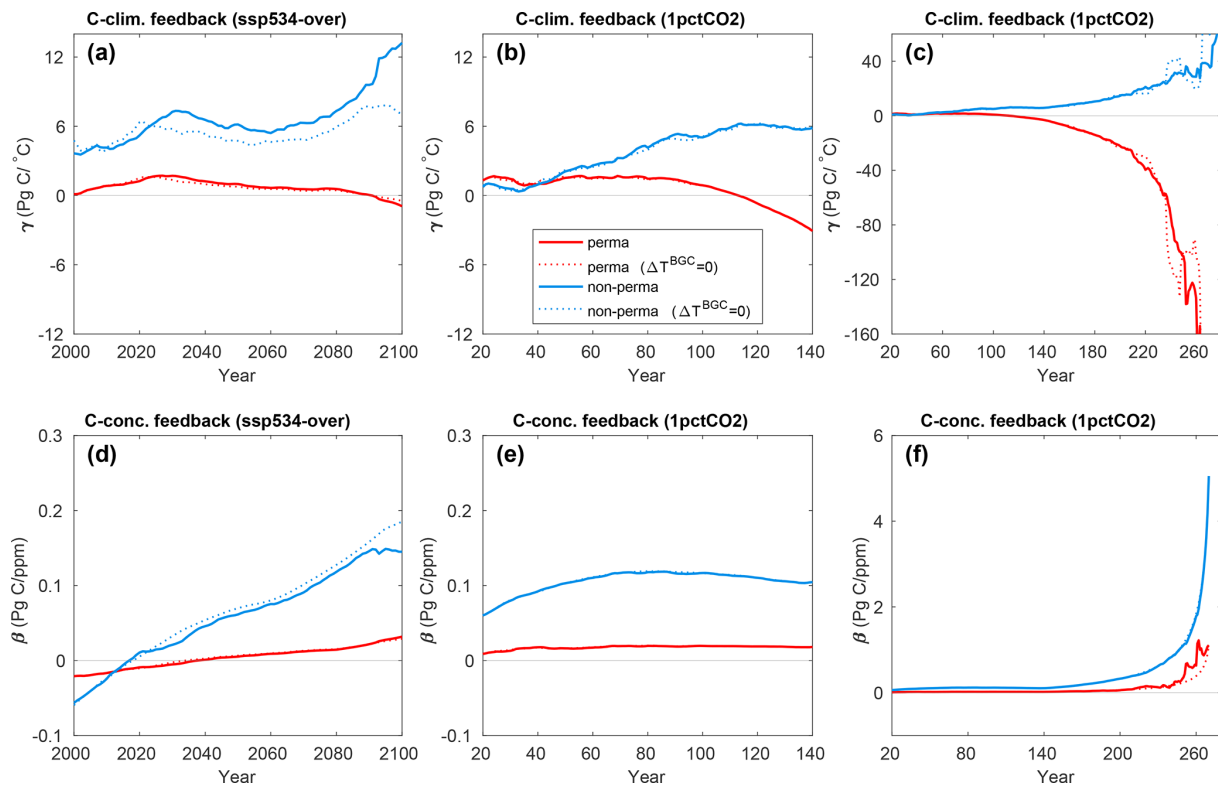 C-clim. feedback (ssp534-over)
(a)
γ (Pg C/ °C)
12
6
0
-6
-12
2000 2020 2040 2060 2080 2100
Year
C-clim. feedback (1pctCO2)
(b)
γ (Pg C/ °C)
12
6
0
-6
-12
perma
perma (ΔT^BGC=0)
non-perma
non-perma (ΔT^BGC=0)
20 40 60 80 100 120 140
Year
C-clim. feedback (1pctCO2)
(c)
γ (Pg C/ °C)
40
0
-40
-80
-120
-160
20 60 100 140 180 220 260
Year
C-conc. feedback (ssp534-over)
(d)
β (Pg C/ppm)
0.3
0.2
0.1
0
-0.1
2000 2020 2040 2060 2080 2100
Year
C-conc. feedback (1pctCO2)
(e)
β (Pg C/ppm)
0.3
0.2
0.1
0
-0.1
20 40 60 80 100 120 140
Year
C-conc. feedback (1pctCO2)
(f)
β (Pg C/ppm)
6
4
2
0
20 80 140 200 260
Year